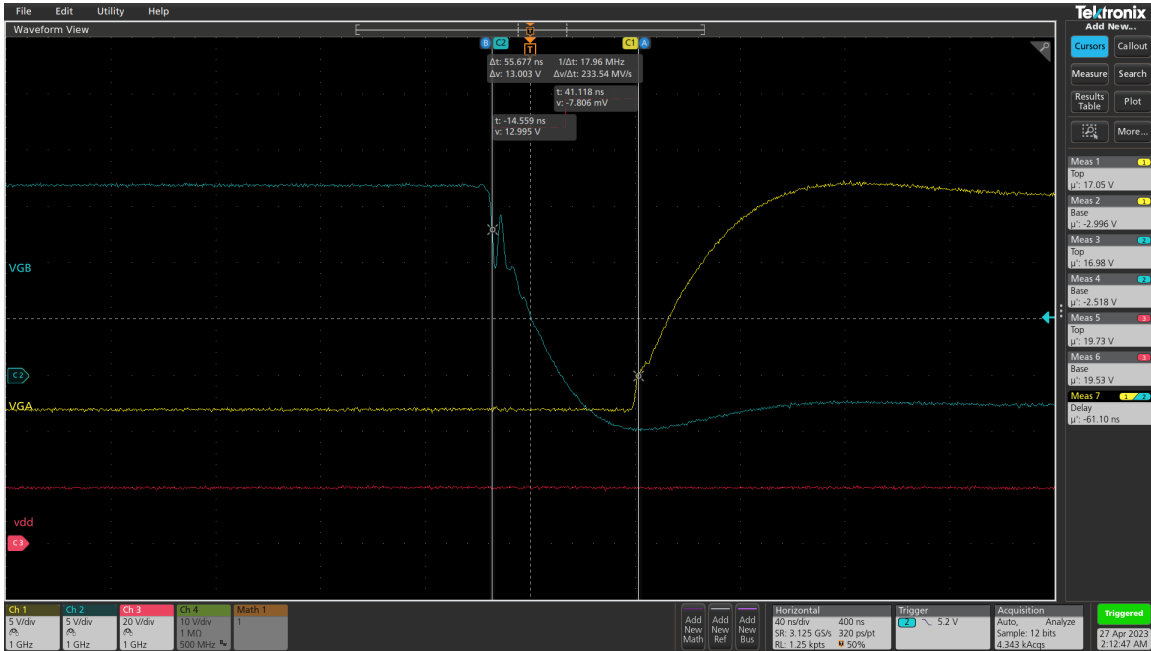 File Edit Utility Help
Tektronix
Waveform View
Add New...
B C2 T C1 A
Cursors Callout
Δt: 55.677 ns 1/Δt: 17.96 MHz
Δv: 13.003 V Δv/Δt: 233.54 MV/s
t: 41.118 ns
v: -7.806 mV
t: -14.559 ns
v: 12.995 V
Measure Search
Results Table Plot
More...
Meas 1 1
Top
µ': 17.05 V
Meas 2 1
Base
µ': -2.996 V
Meas 3 2
Top
µ': 16.98 V
Meas 4 2
Base
µ': -2.518 V
Meas 5 3
Top
µ': 19.73 V
Meas 6 3
Base
µ': 19.53 V
Meas 7 1 / 2
Delay
µ': -61.10 ns
VGB
C2
VGA
vdd
C3
Ch 1
5 V/div
1 GHz
Ch 2
5 V/div
1 GHz
Ch 3
20 V/div
1 GHz
Ch 4
10 V/div
1 MΩ
500 MHz
Math 1
1
Add New Math
Add New Ref
Add New Bus
Horizontal
40 ns/div 400 ns
SR: 3.125 GS/s 320 ps/pt
RL: 1.25 kpts 50%
Trigger
2 5.2 V
Acquisition
Auto, Analyze
Sample: 12 bits
4.343 kAcqs
Triggered
27 Apr 2023
2:12:47 AM